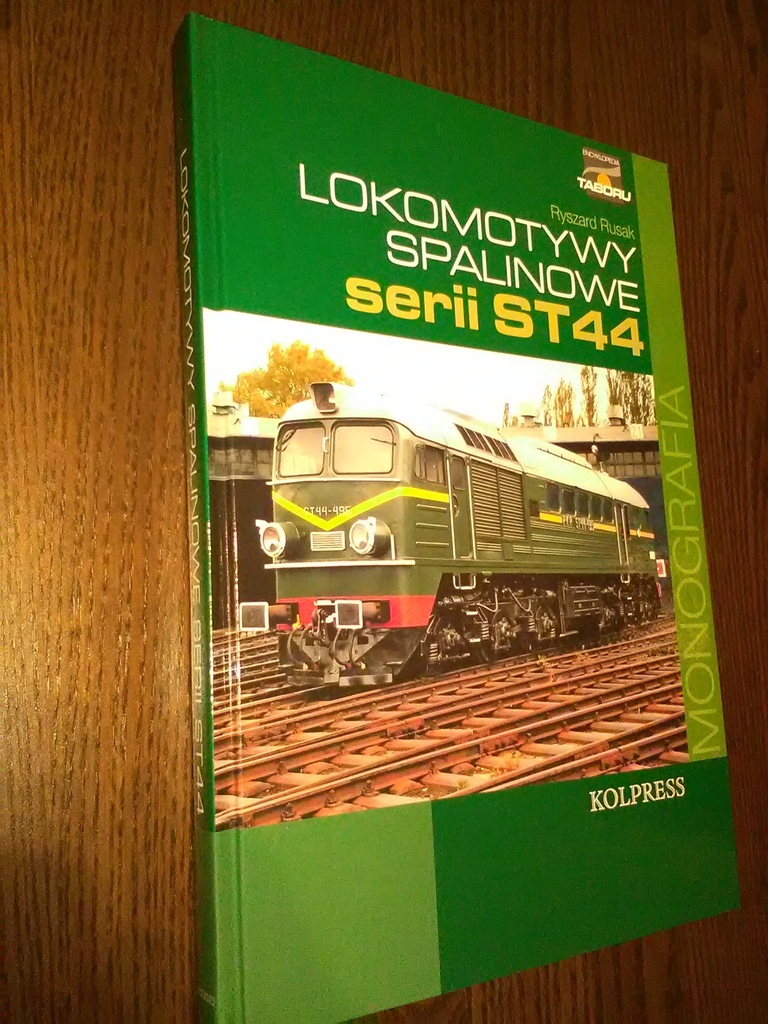 ENCYKLOPEDIA
TABORU
Ryszard Rusak
LOKOMOTYWY
SPALINOWE
serii ST44
MONOGRAFIA
KOLPRESS
LOKOMOTYWY SPALINOWE SERII ST44